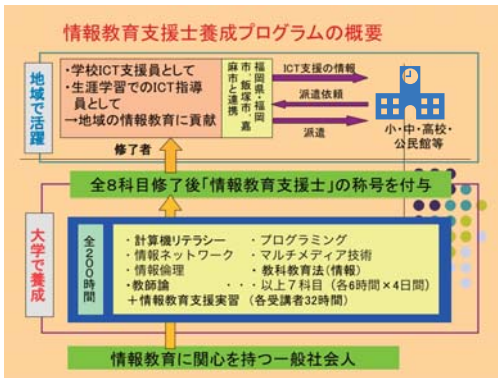 情報教育支援士養成プログラムの概要
地域で活躍
・学校ICT支援員として
・生涯学習でのICT指導
員として
→地域の情報教育に貢献
福岡県・福岡
市、飯塚市、嘉
麻市と連携
ICT支援の情報
派遣依頼
派遣
小・中・高校・
公民館等
修了者
全8科目修了後「情報教育支援士」の称号を付与
大学で養成
全200時間
・計算機リテラシー ・プログラミング
・情報ネットワーク ・マルチメディア技術
・情報倫理 ・教科教育法(情報)
・教師論 ・・・以上7科目(各6時間×4日間)
+情報教育支援実習(各受講者32時間)
情報教育に関心を持つ一般社会人